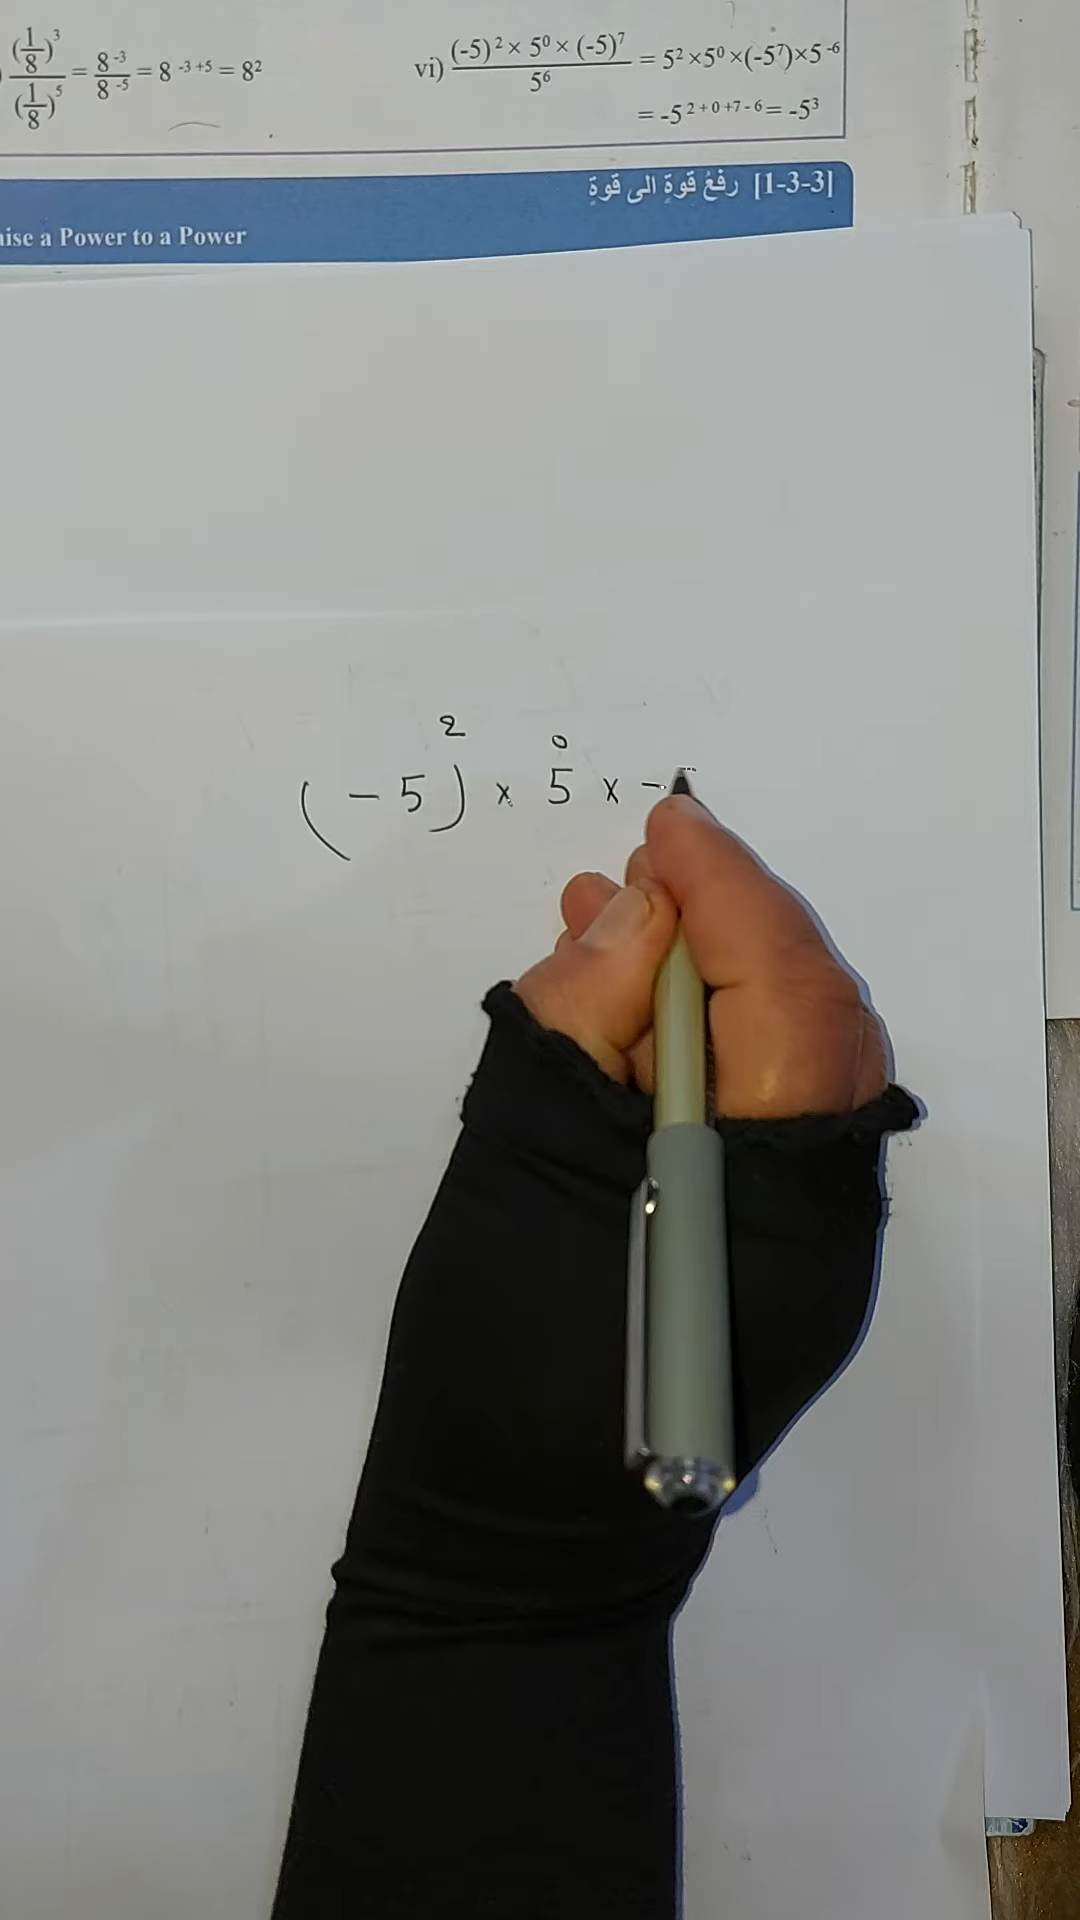 (1/8)³ / (1/8)⁵ = 8⁻³ / 8⁻⁵ = 8⁻³⁺⁵ = 8²
vi) (-5)² × 5⁰ × (-5)⁷ / 5⁶ = 5² ×5⁰ ×(-5⁷)×5⁻⁶
= -5²⁺⁰⁺⁷⁻⁶ = -5³
[1-3-3] رفعُ قوةٍ الى قوةٍ
ise a Power to a Power
(-5)² × 5⁰ × -